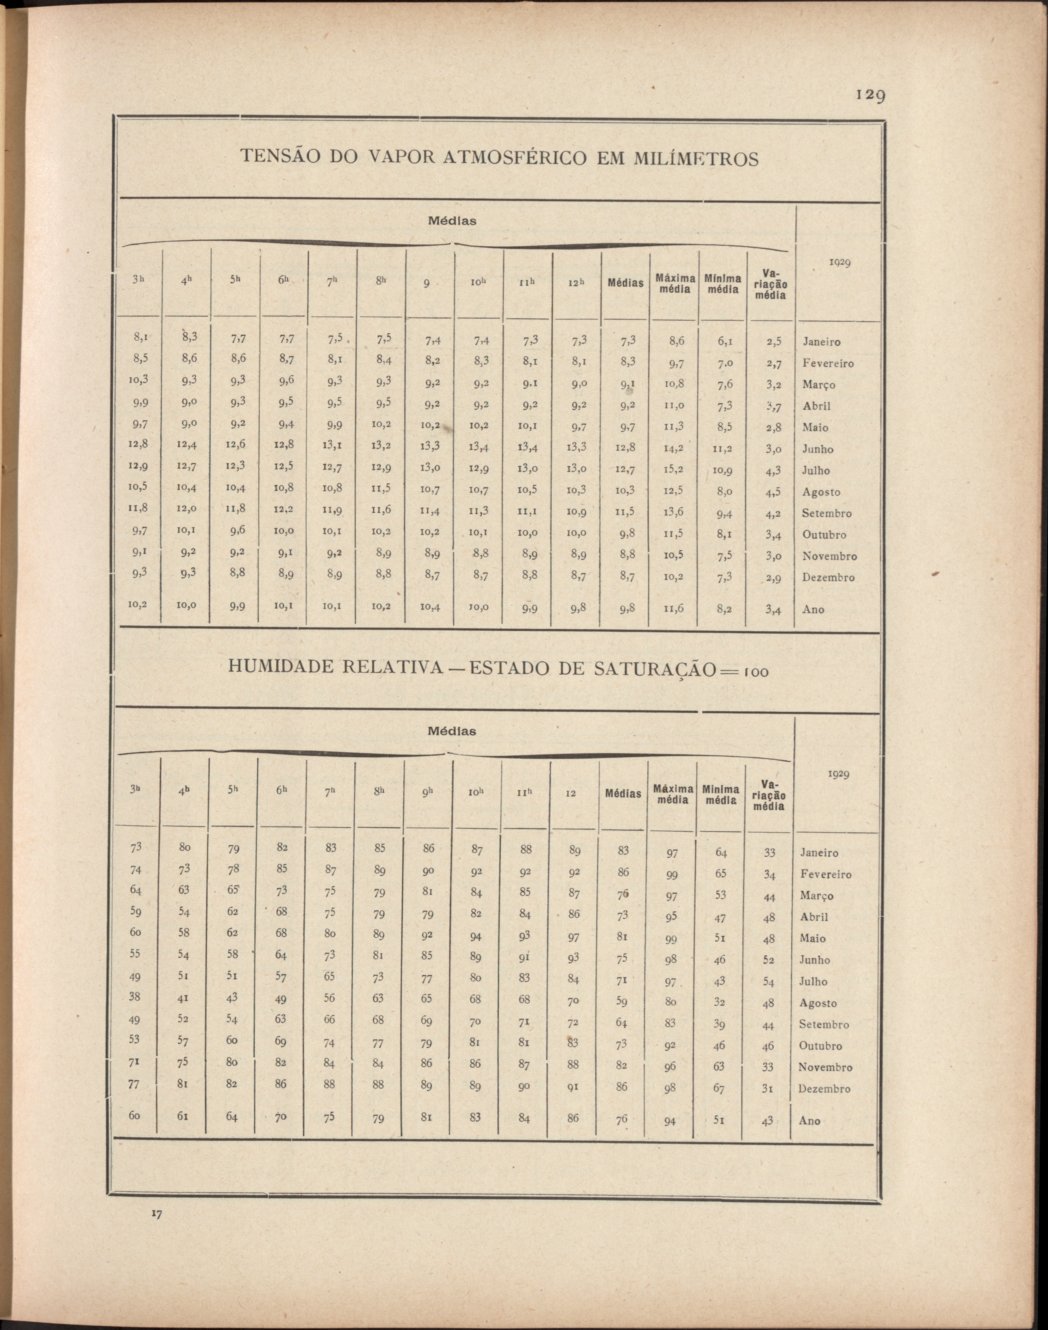 129
TENSÃO DO VAPOR ATMOSFÉRICO EM MILÍMETROS
Médias
3h 4h 5h 6h 7h 8h 9 10h 11h 12h Médias Máxima média Mínima média Va-riação média 1929
8,1 8,3 7,7 7,7 7,5 7,5 7,4 7,4 7,3 7,3 7,3 8,6 6,1 2,5 Janeiro
8,5 8,6 8,6 8,7 8,1 8,4 8,2 8,3 8,1 8,1 8,3 9,7 7,0 2,7 Fevereiro
10,3 9,3 9,3 9,6 9,3 9,3 9,2 9,2 9,1 9,0 9,1 10,8 7,6 3,2 Março
9,9 9,0 9,3 9,5 9,5 9,5 9,2 9,2 9,2 9,2 9,2 11,0 7,3 3,7 Abril
9,7 9,0 9,2 9,4 9,9 10,2 10,2 10,2 10,1 9,7 9,7 11,3 8,5 2,8 Maio
12,8 12,4 12,6 12,8 13,1 13,2 13,3 13,4 13,4 13,3 12,8 14,2 11,2 3,0 Junho
12,9 12,7 12,3 12,5 12,7 12,9 13,0 12,9 13,0 13,0 12,7 15,2 10,9 4,3 Julho
10,5 10,4 10,4 10,8 10,8 11,5 10,7 10,7 10,5 10,3 10,3 12,5 8,0 4,5 Agosto
11,8 12,0 11,8 12,2 11,9 11,6 11,4 11,3 11,1 10,9 11,5 13,6 9,4 4,2 Setembro
9,7 10,1 9,6 10,0 10,1 10,2 10,2 10,1 10,0 10,0 9,8 11,5 8,1 3,4 Outubro
9,1 9,2 9,2 9,1 9,2 8,9 8,9 8,8 8,9 8,9 8,8 10,5 7,5 3,0 Novembro
9,3 9,3 8,8 8,9 8,9 8,8 8,7 8,7 8,8 8,7 8,7 10,2 7,3 2,9 Dezembro
10,2 10,0 9,9 10,1 10,1 10,2 10,4 10,0 9,9 9,8 9,8 11,6 8,2 3,4 Ano
HUMIDADE RELATIVA — ESTADO DE SATURAÇÃO = 100
Médias
3h 4h 5h 6h 7h 8h 9h 10h 11h 12 Médias Máxima média Mínima média Va-riação média 1929
73 80 79 82 83 85 86 87 88 89 83 97 64 33 Janeiro
74 73 78 85 87 89 90 92 92 92 86 99 65 34 Fevereiro
64 63 65 73 75 79 81 84 85 87 76 97 53 44 Março
59 54 62 68 75 79 79 82 84 86 73 95 47 48 Abril
60 58 62 68 80 89 92 94 93 97 81 99 51 48 Maio
55 54 58 64 73 81 85 89 91 93 75 98 46 52 Junho
49 51 51 57 65 73 77 80 83 84 71 97 43 54 Julho
38 41 43 49 56 63 65 68 68 70 59 80 32 48 Agosto
49 52 54 63 66 68 69 70 71 72 64 83 39 44 Setembro
53 57 60 69 74 77 79 81 81 83 73 92 46 46 Outubro
71 75 80 82 84 84 86 86 87 88 82 96 63 33 Novembro
77 81 82 86 88 88 89 89 90 91 86 98 67 31 Dezembro
60 61 64 70 75 79 81 83 84 86 76 94 51 43 Ano
17